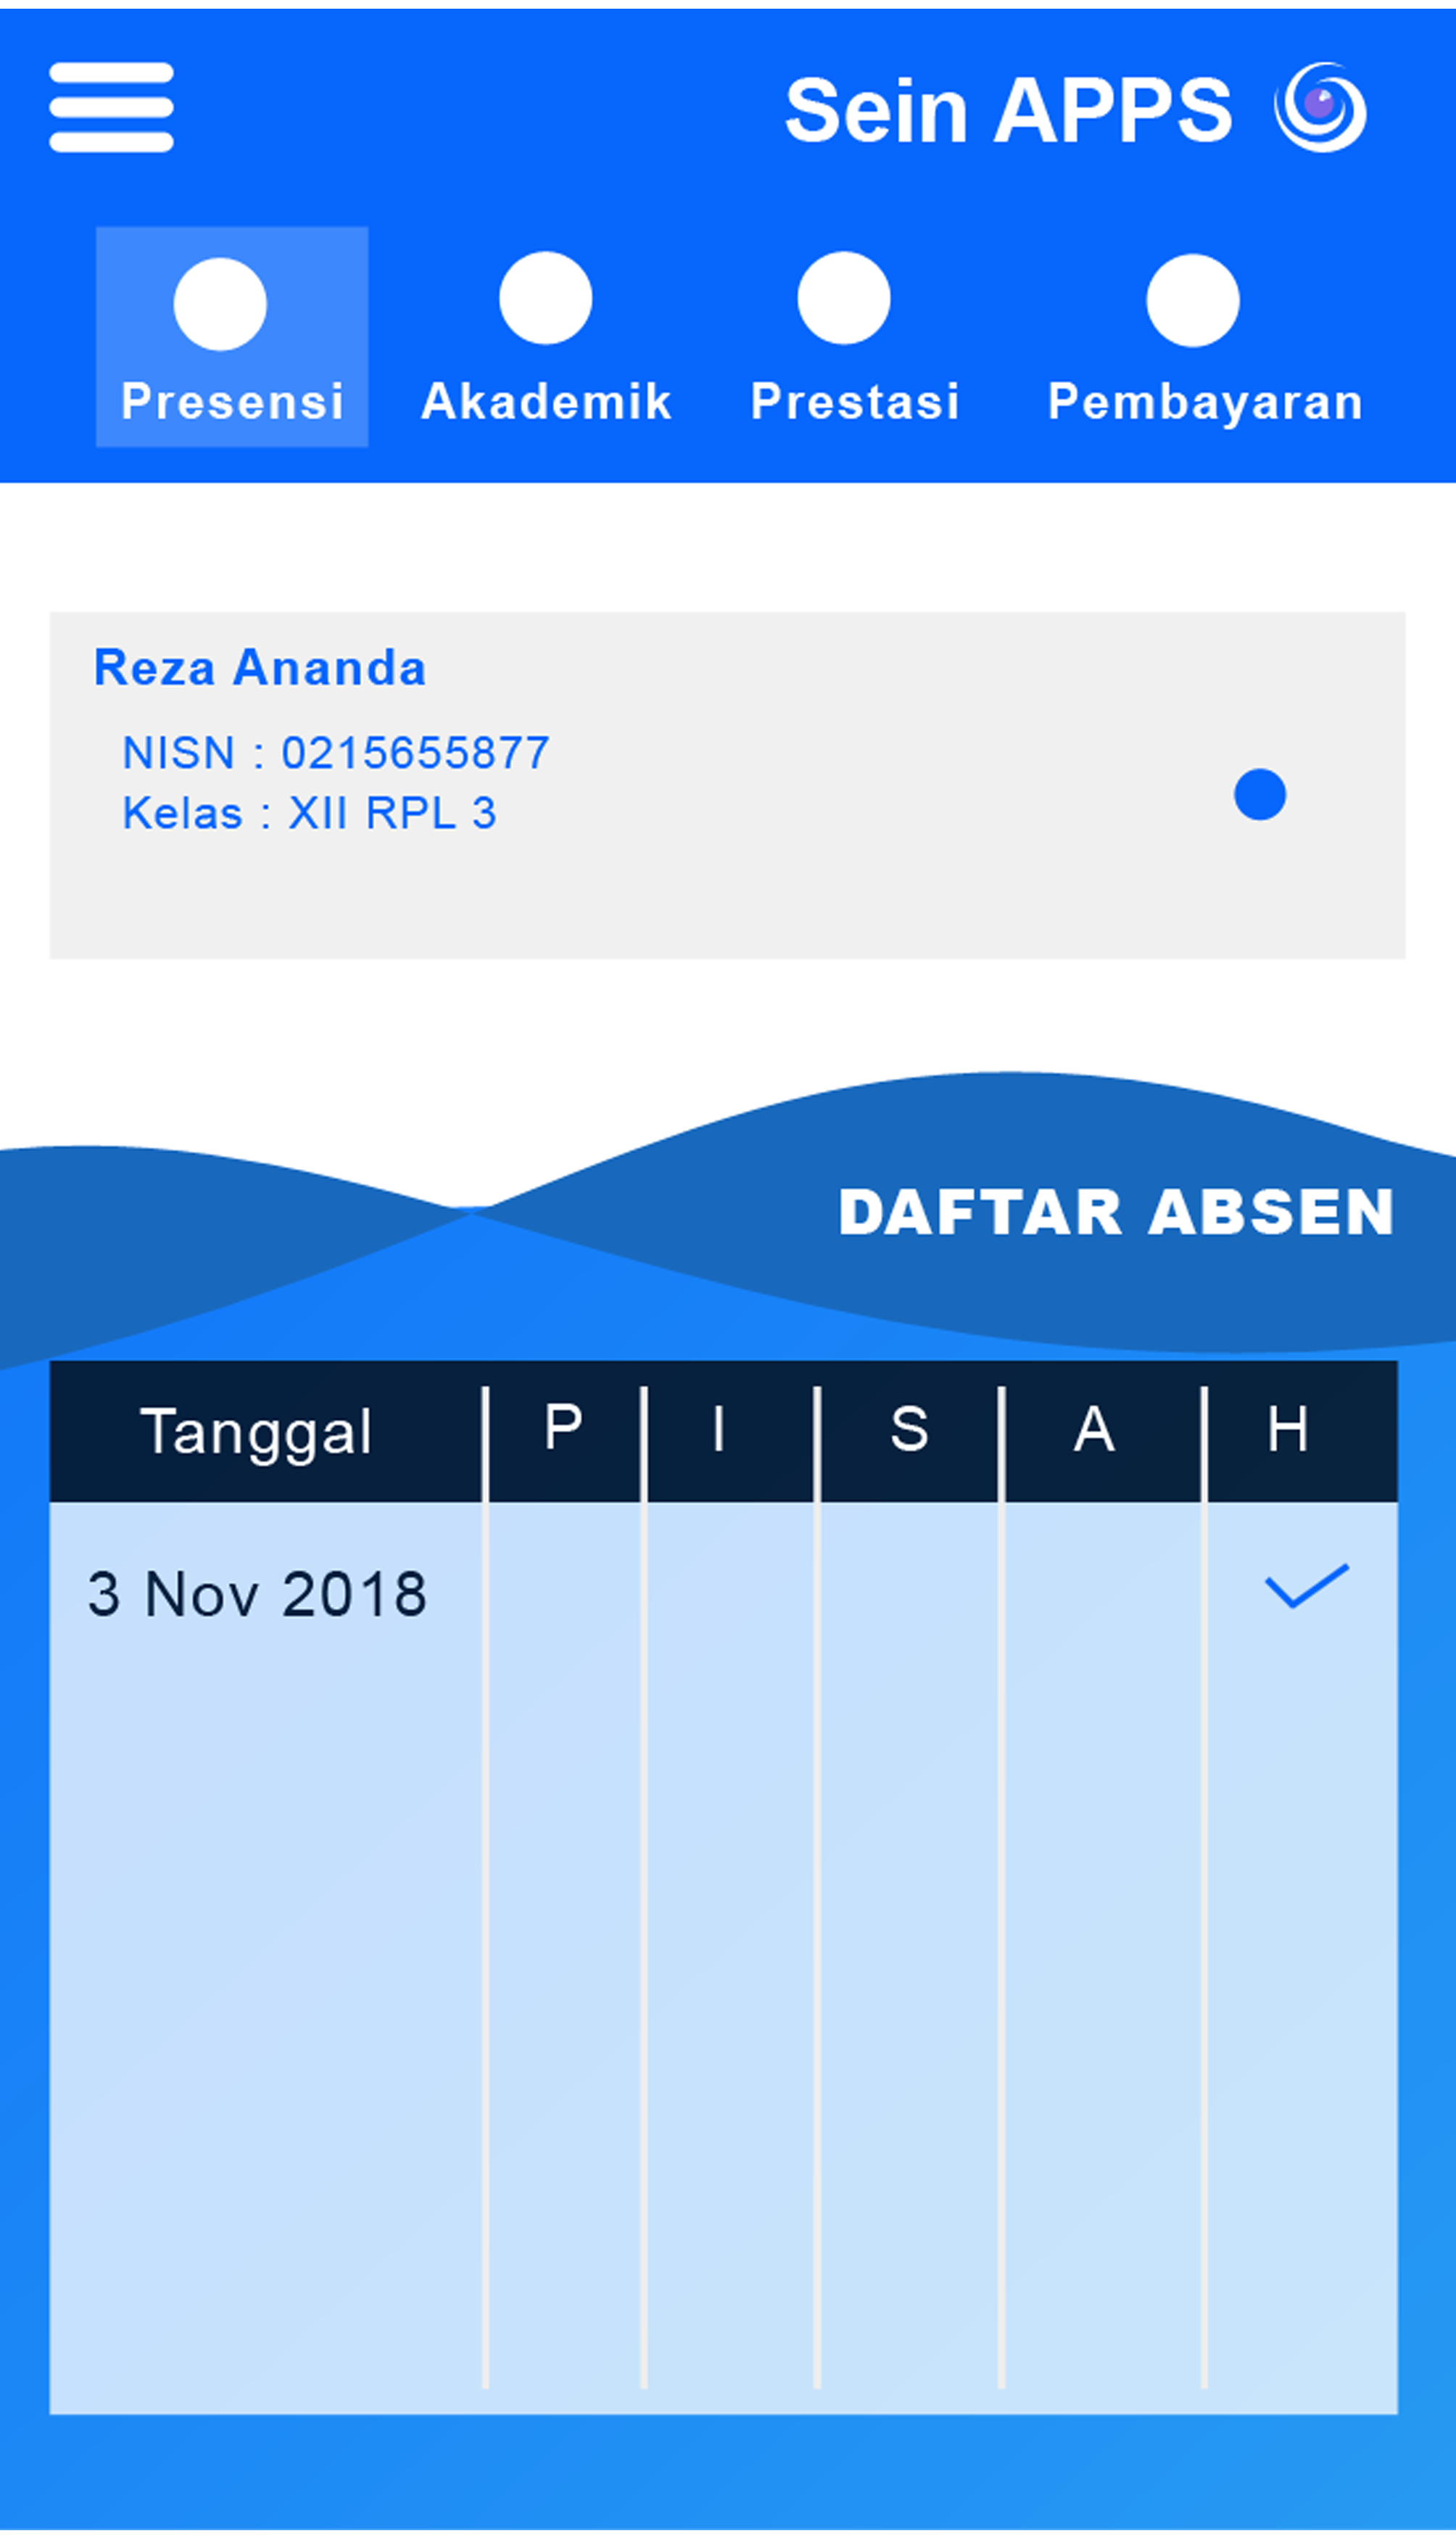 Sein APPS
Presensi Akademik Prestasi Pembayaran
Reza Ananda
NISN : 0215655877
Kelas : XII RPL 3
DAFTAR ABSEN
Tanggal P I S A H
3 Nov 2018